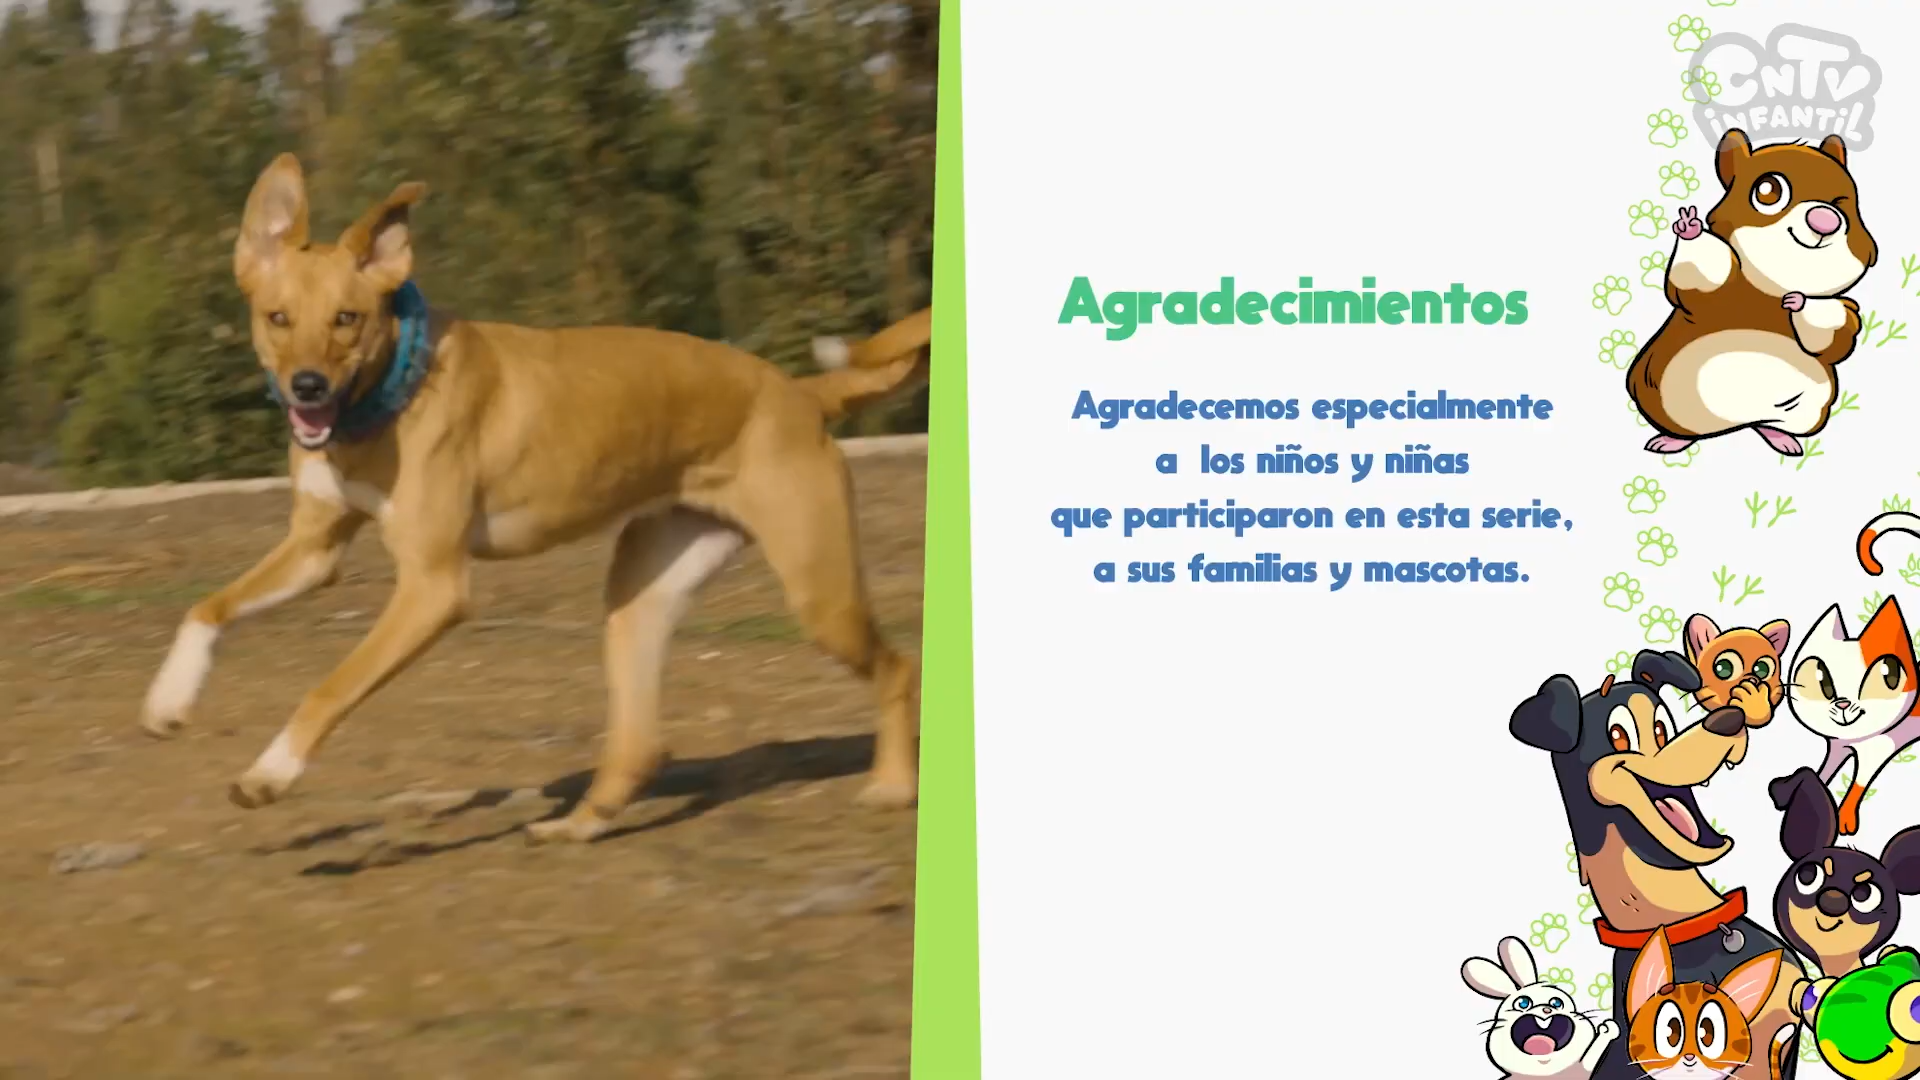 CNTV
iNFANTiL
Agradecimientos
Agradecemos especialmente
a los niños y niñas
que participaron en esta serie,
a sus familias y mascotas.